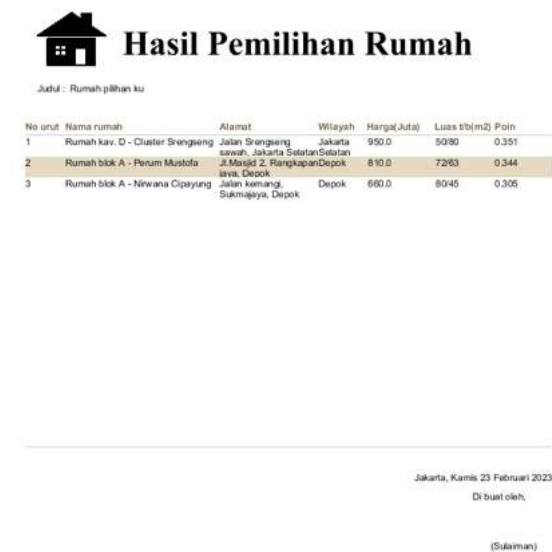 Hasil Pemilihan Rumah
Judul : Rumah pilihan ku
No urut Nama rumah Alamat Wilayah Harga(Juta) Luas t/b(m2) Poin
1 Rumah kav. D - Cluster Srengseng Jalan Srengseng sawah, Jakarta Selatan Jakarta Selatan 950.0 50/80 0.351
2 Rumah blok A - Perum Mustofa Jl.Masjid 2, Rangkapan jaya, Depok Depok 810.0 72/63 0.344
3 Rumah blok A - Nirwana Cipayung Jalan kemangi, Sukmajaya, Depok Depok 660.0 80/45 0.305
Jakarta, Kamis 23 Februari 2023
Di buat oleh,
(Sulaiman)